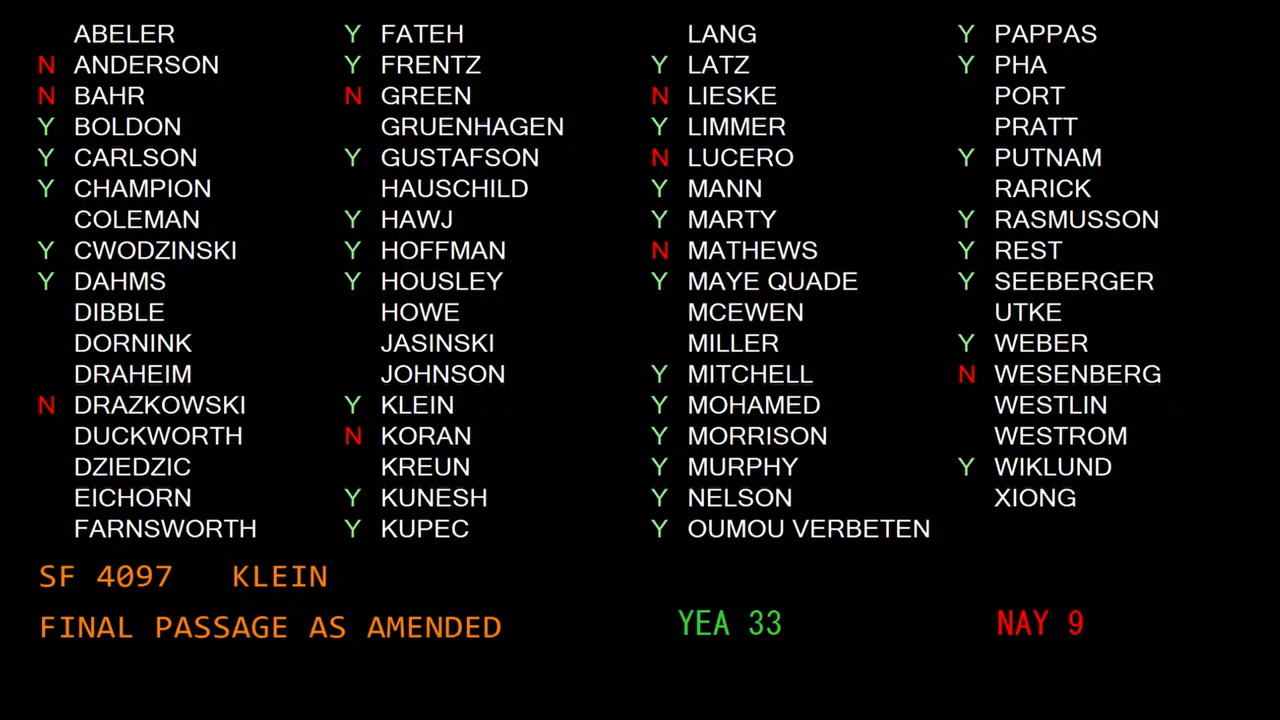 ABELER
N ANDERSON
N BAHR
Y BOLDON
Y CARLSON
Y CHAMPION
COLEMAN
Y CWODZINSKI
Y DAHMS
DIBBLE
DORNINK
DRAHEIM
N DRAZKOWSKI
DUCKWORTH
DZIEDZIC
EICHORN
FARNSWORTH
Y FATEH
Y FRENTZ
N GREEN
GRUENHAGEN
Y GUSTAFSON
HAUSCHILD
Y HAWJ
Y HOFFMAN
Y HOUSLEY
HOWE
JASINSKI
JOHNSON
Y KLEIN
N KORAN
KREUN
Y KUNESH
Y KUPEC
LANG
Y LATZ
N LIESKE
Y LIMMER
N LUCERO
Y MANN
Y MARTY
N MATHEWS
Y MAYE QUADE
MCEWEN
MILLER
Y MITCHELL
Y MOHAMED
Y MORRISON
Y MURPHY
Y NELSON
Y OUMOU VERBETEN
Y PAPPAS
Y PHA
PORT
PRATT
Y PUTNAM
RARICK
Y RASMUSSON
Y REST
Y SEEBERGER
UTKE
Y WEBER
N WESENBERG
WESTLIN
WESTROM
Y WIKLUND
XIONG
SF 4097 KLEIN
FINAL PASSAGE AS AMENDED
YEA 33
NAY 9